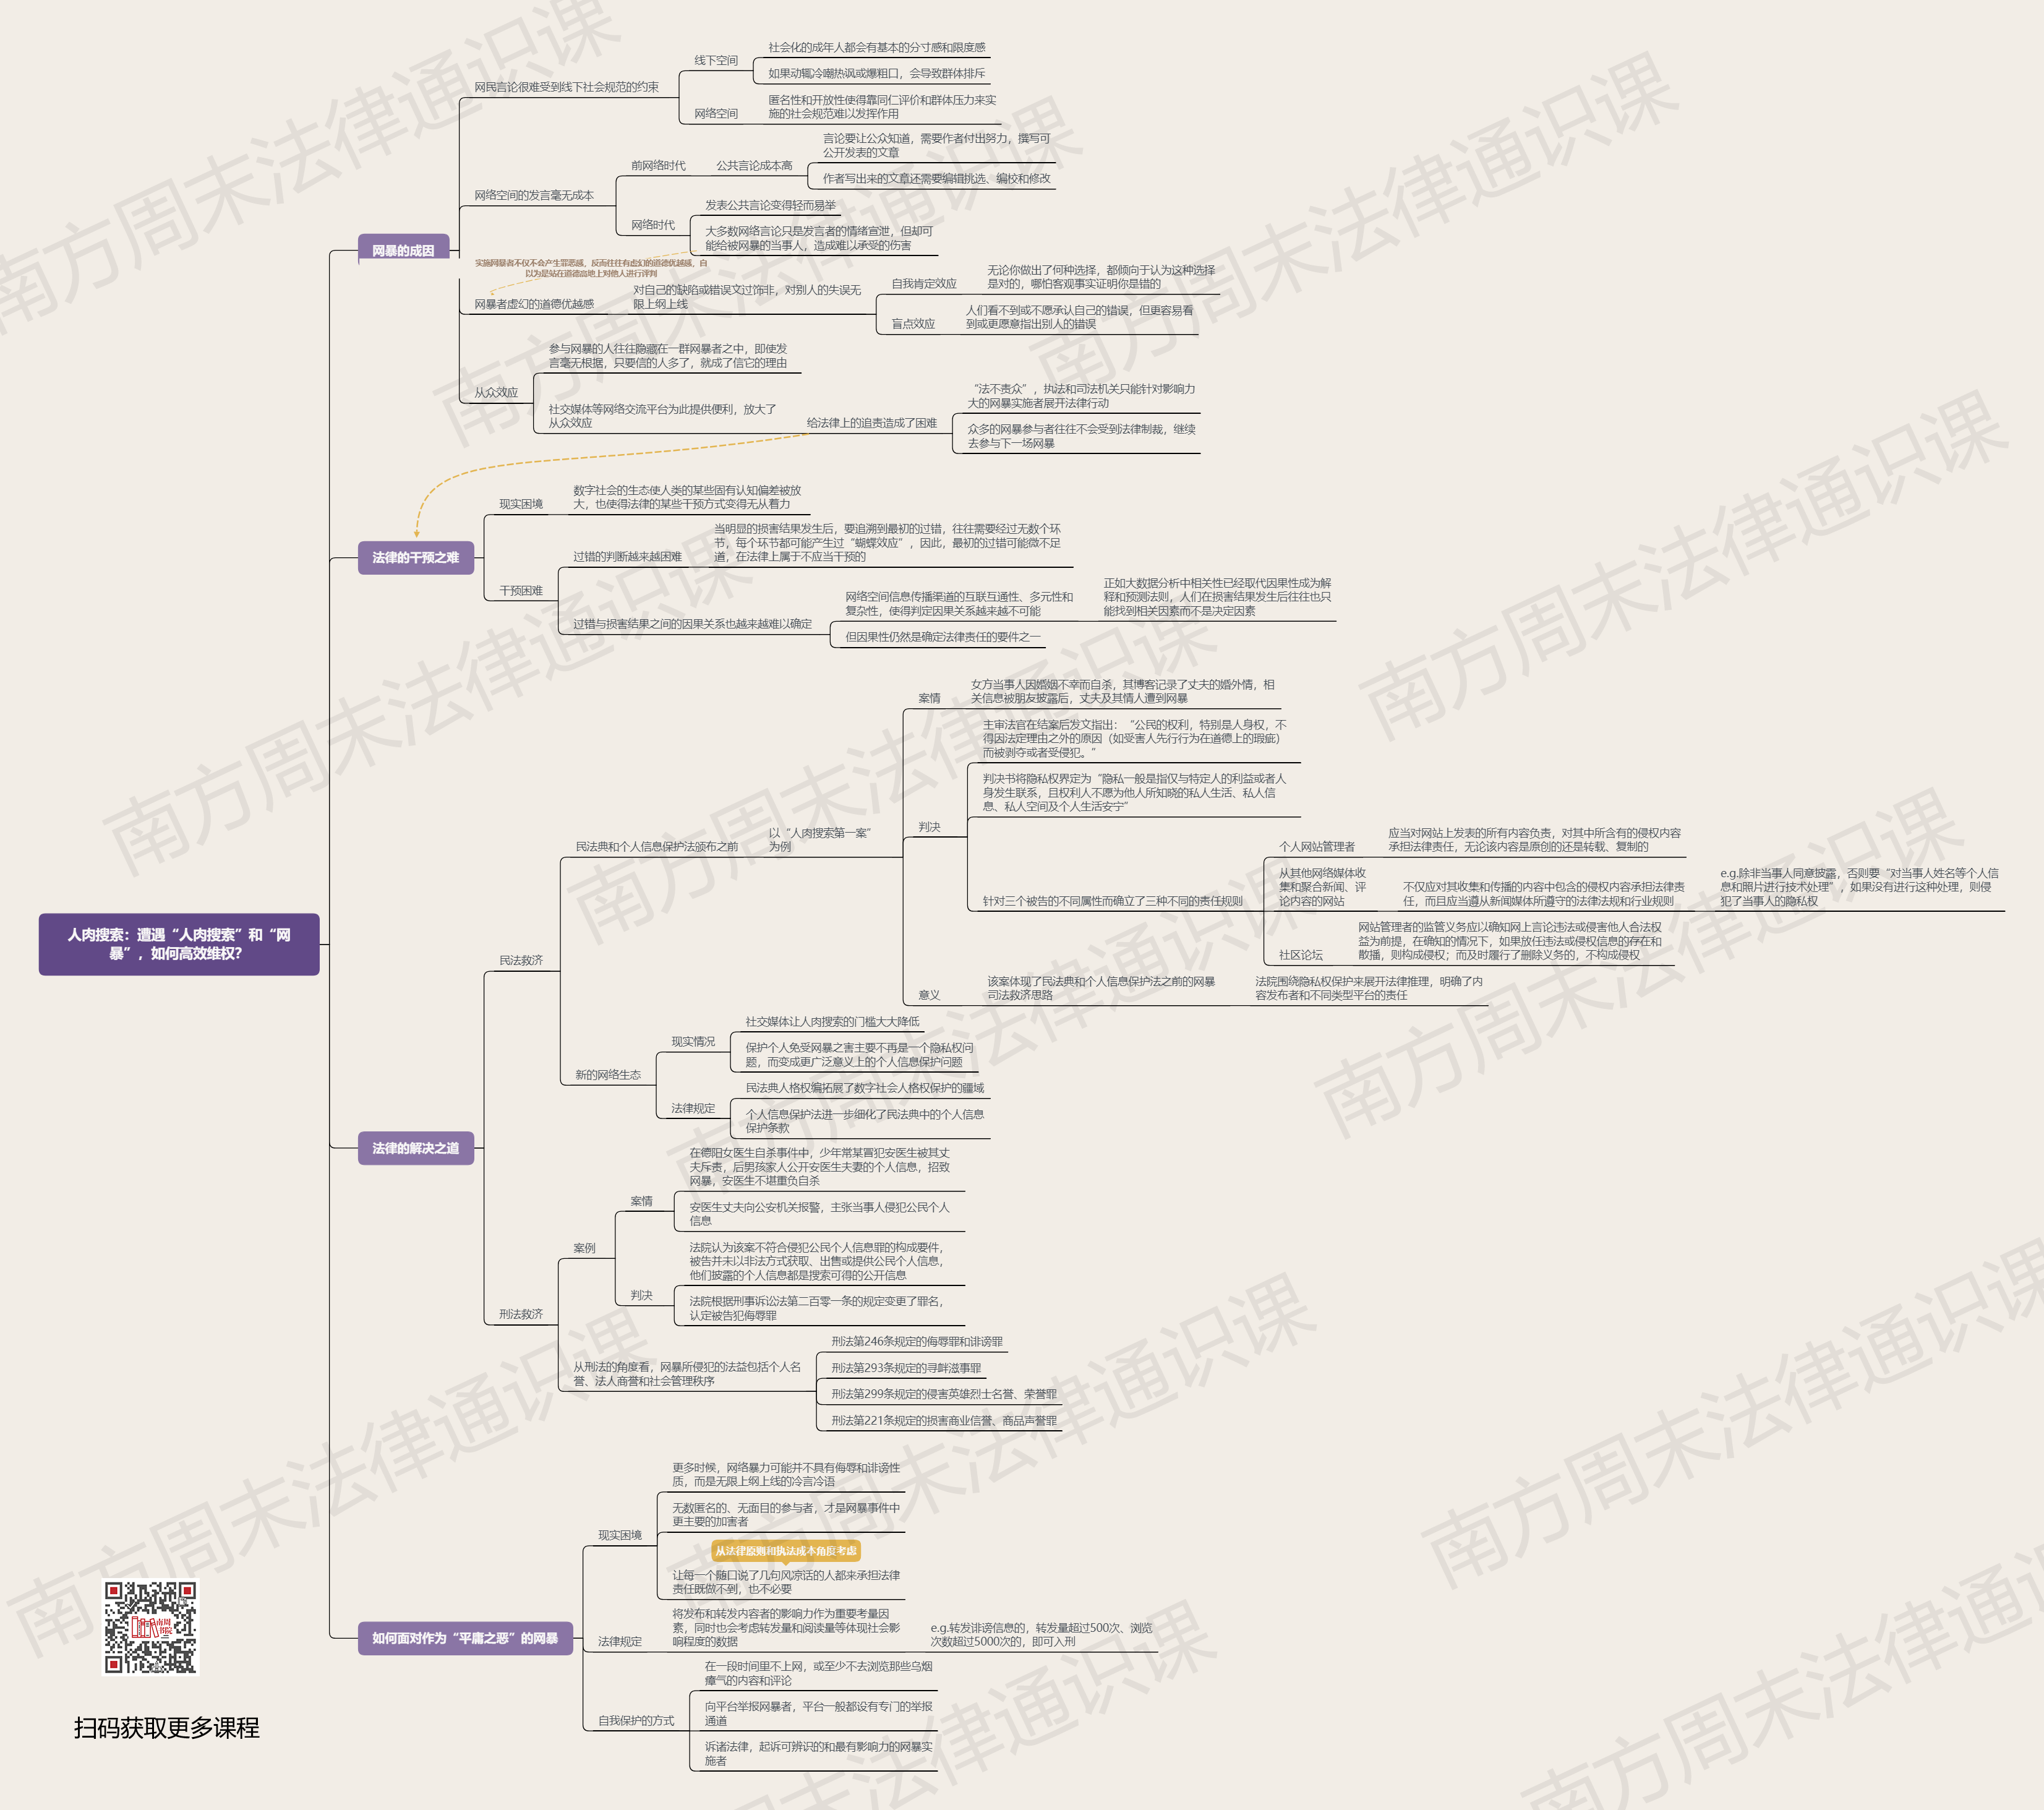 社会化的成年人都会有基本的分寸感和限度感
线下空间
如果动辄冷嘲热讽或爆粗口，会导致群体排斥
网民言论很难受到线下社会规范的约束
匿名性和开放性使得靠同仁评价和群体压力来实
施的社会规范难以发挥作用
网络空间
言论要让公众知道，需要作者付出努力，撰写可
公开发表的文章
前网络时代
公共言论成本高
作者写出来的文章还需要编辑挑选、编校和修改
网络空间的发言毫无成本
发表公共言论变得轻而易举
网络时代
大多数网络言论只是发言者的情绪宣泄，但却可
能给被网暴的当事人，造成难以承受的伤害
网暴的成因
实施网暴者不仅不会产生罪恶感，反而往往有虚幻的道德优越感，自
以为是站在道德高地上对他人进行评判
网暴者虚幻的道德优越感
对自己的缺陷或错误文过饰非，对别人的失误无
限上纲上线
自我肯定效应
无论你做出了何种选择，都倾向于认为这种选择
是对的，哪怕客观事实证明你是错的
盲点效应
人们看不到或不愿承认自己的错误，但更容易看
到或更愿意指出别人的错误
参与网暴的人往往隐藏在一群网暴者之中，即使发
言毫无根据，只要信的人多了，就成了信它的理由
从众效应
社交媒体等网络交流平台为此提供便利，放大了
从众效应
给法律上的追责造成了困难
“法不责众”，执法和司法机关只能针对影响力
大的网暴实施者展开法律行动
众多的网暴参与者往往不会受到法律制裁，继续
去参与下一场网暴
现实困境
数字社会的生态使人类的某些固有认知偏差被放
大，也使得法律的某些干预方式变得无从着力
法律的干预之难
过错的判断越来越困难
当明显的损害结果发生后，要追溯到最初的过错，往往需要经过无数个环
节，每个环节都可能产生过“蝴蝶效应”，因此，最初的过错可能微不足
道，在法律上属于不应当干预的
干预困难
过错与损害结果之间的因果关系也越来越难以确定
网络空间信息传播渠道的互联互通性、多元性和
复杂性，使得判定因果关系越来越不可能
正如大数据分析中相关性已经取代因果性成为解
释和预测法则，人们在损害结果发生后往往也只
能找到相关因素而不是决定因素
但因果性仍然是确定法律责任的要件之一
案情
女方当事人因婚姻不幸而自杀，其博客记录了丈夫的婚外情，相
关信息被朋友披露后，丈夫及其情人遭到网暴
主审法官在结案后发文指出：“公民的权利，特别是人身权，不
得因法定理由之外的原因（如受害人先行行为在道德上的瑕疵）
而被剥夺或者受侵犯。”
判决书将隐私权界定为“隐私一般是指仅与特定人的利益或者人
身发生联系，且权利人不愿为他人所知晓的私人生活、私人信
息、私人空间及个人生活安宁”
判决
民法典和个人信息保护法颁布之前
以“人肉搜索第一案”
为例
个人网站管理者
应当对网站上发表的所有内容负责，对其中所含有的侵权内容
承担法律责任，无论该内容是原创的还是转载、复制的
针对三个被告的不同属性而确立了三种不同的责任规则
从其他网络媒体收
集和聚合新闻、评
论内容的网站
不仅应对其收集和传播的内容中包含的侵权内容承担法律责
任，而且应当遵从新闻媒体所遵守的法律法规和行业规则
e.g.除非当事人同意披露，否则要“对当事人姓名等个人信
息和照片进行技术处理”，如果没有进行这种处理，则侵
犯了当事人的隐私权
社区论坛
网站管理者的监管义务应以确知网上言论违法或侵害他人合法权
益为前提，在确知的情况下，如果放任违法或侵权信息的存在和
散播，则构成侵权；而及时履行了删除义务的，不构成侵权
人肉搜索：遭遇“人肉搜索”和“网
暴”，如何高效维权？
民法救济
意义
该案体现了民法典和个人信息保护法之前的网暴
司法救济思路
法院围绕隐私权保护来展开法律推理，明确了内
容发布者和不同类型平台的责任
社交媒体让人肉搜索的门槛大大降低
现实情况
保护个人免受网暴之害主要不再是一个隐私权问
题，而变成更广泛意义上的个人信息保护问题
新的网络生态
民法典人格权编拓展了数字社会人格权保护的疆域
法律规定
个人信息保护法进一步细化了民法典中的个人信息
保护条款
法律的解决之道
在德阳女医生自杀事件中，少年常某冒犯安医生被其丈
夫斥责，后男孩家人公开安医生夫妻的个人信息，招致
网暴，安医生不堪重负自杀
案情
安医生丈夫向公安机关报警，主张当事人侵犯公民个人
信息
案例
法院认为该案不符合侵犯公民个人信息罪的构成要件，
被告并未以非法方式获取、出售或提供公民个人信息，
他们披露的个人信息都是搜索可得的公开信息
判决
法院根据刑事诉讼法第二百零一条的规定变更了罪名，
认定被告犯侮辱罪
刑法救济
刑法第246条规定的侮辱罪和诽谤罪
从刑法的角度看，网暴所侵犯的法益包括个人名
誉、法人商誉和社会管理秩序
刑法第293条规定的寻衅滋事罪
刑法第299条规定的侵害英雄烈士名誉、荣誉罪
刑法第221条规定的损害商业信誉、商品声誉罪
更多时候，网络暴力可能并不具有侮辱和诽谤性
质，而是无限上纲上线的冷言冷语
无数匿名的、无面目的参与者，才是网暴事件中
更主要的加害者
现实困境
从法律原则和执法成本角度考虑
让每一个随口说了几句风凉话的人都来承担法律
责任既做不到，也不必要
如何面对作为“平庸之恶”的网暴
法律规定
将发布和转发内容者的影响力作为重要考量因
素，同时也会考虑转发量和阅读量等体现社会影
响程度的数据
e.g.转发诽谤信息的，转发量超过500次、浏览
次数超过5000次的，即可入刑
在一段时间里不上网，或至少不去浏览那些乌烟
瘴气的内容和评论
自我保护的方式
向平台举报网暴者，平台一般都设有专门的举报
通道
诉诸法律，起诉可辨识的和最有影响力的网暴实
施者
扫码获取更多课程
南方周末法律通识课